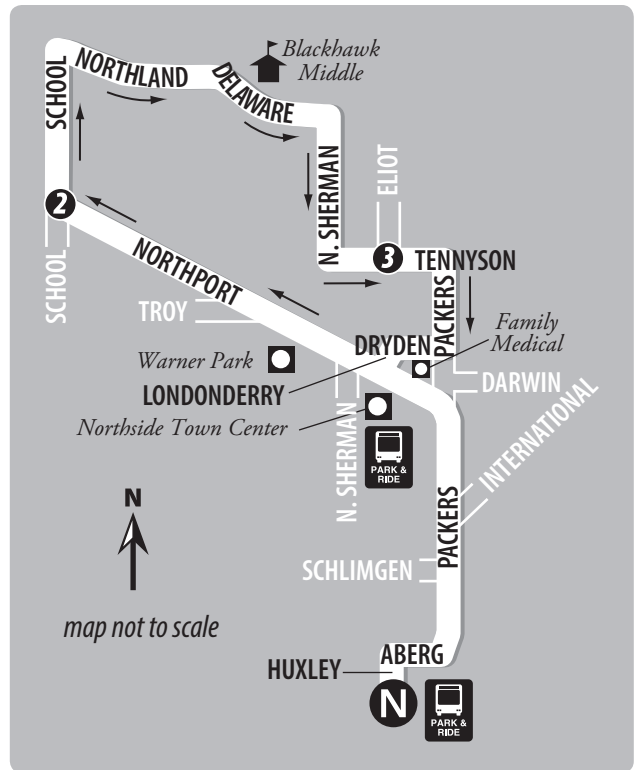 Blackhawk
Middle
NORTHLAND
DELAWARE
SCHOOL
N. SHERMAN
ELIOT
2
3
TENNYSON
NORTHPORT
SCHOOL
TROY
PACKERS
Family
Medical
DRYDEN
Warner Park
DARWIN
LONDONDERRY
Northside Town Center
INTERNATIONAL
N. SHERMAN
PARK &
RIDE
PACKERS
N
SCHLIMGEN
map not to scale
ABERG
HUXLEY
N
PARK &
RIDE